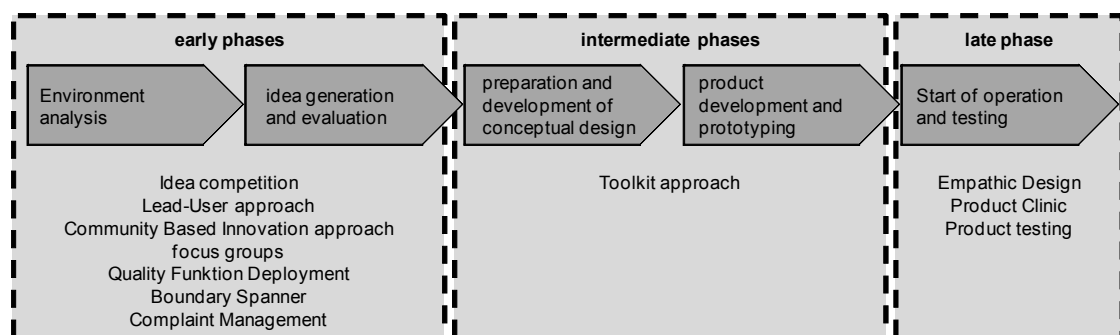 early phases
Environment
analysis
idea generation
and evaluation
Idea competition
Lead-User approach
Community Based Innovation approach
focus groups
Quality Funktion Deployment
Boundary Spanner
Complaint Management
intermediate phases
preparation and
development of
conceptual design
product
development and
prototyping
Toolkit approach
late phase
Start of operation
and testing
Empathic Design
Product Clinic
Product testing